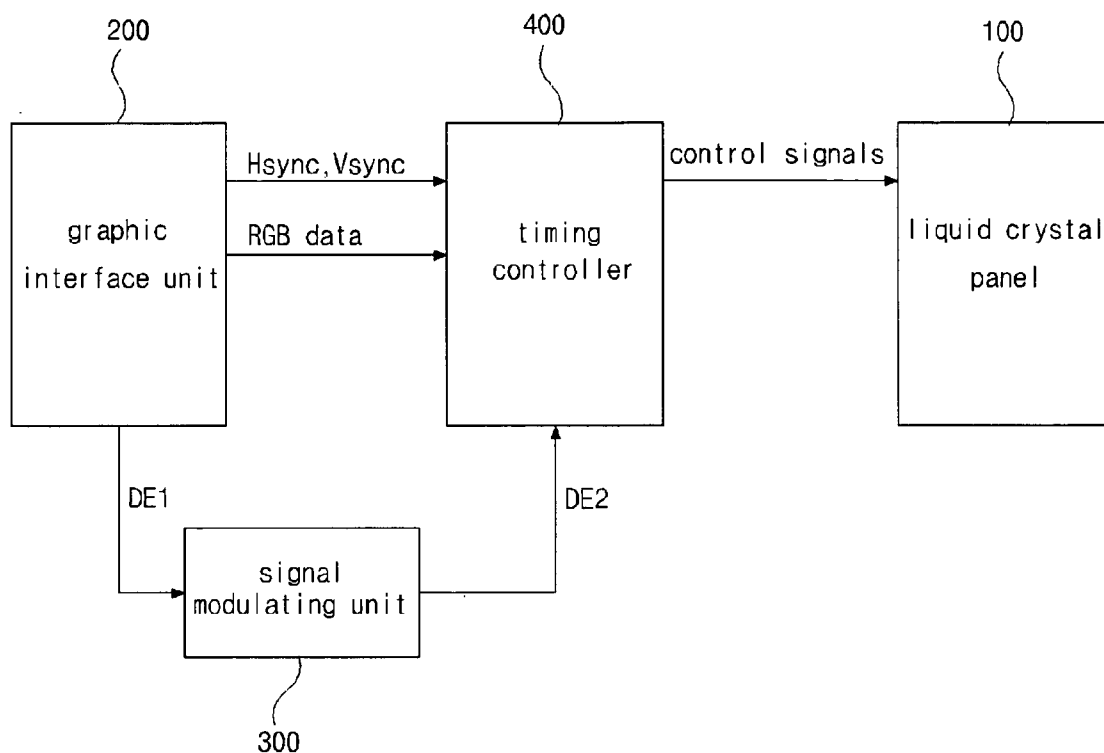 200
400
100
Hsync,Vsync
control signals
graphic
interface unit
RGB data
timing
controller
liquid crystal
panel
DE1
DE2
signal
modulating unit
300